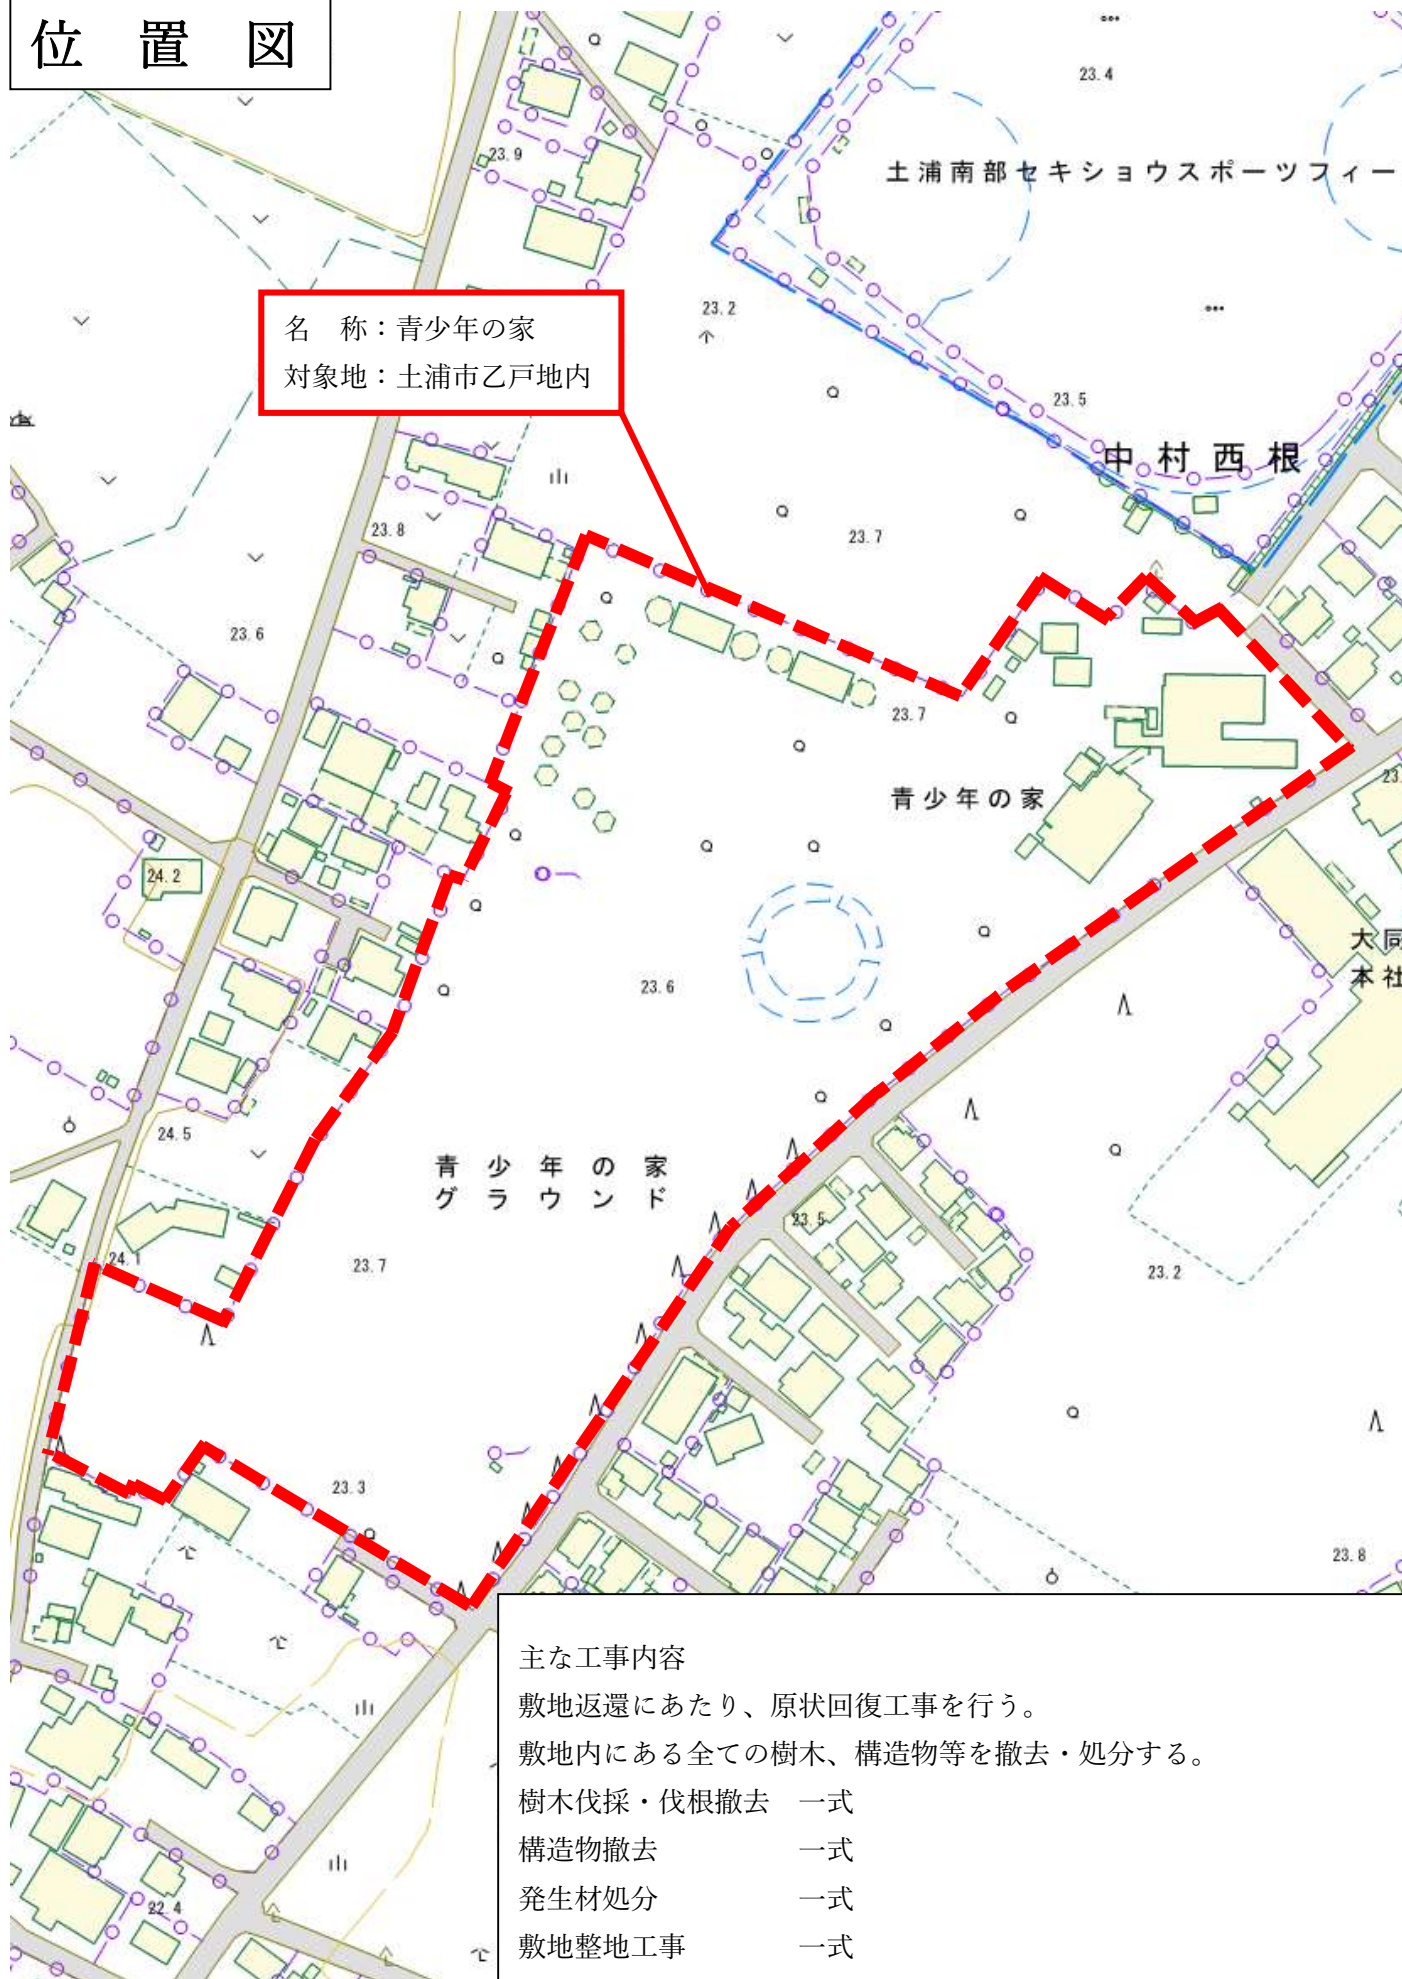 位 置 図
23.4
土浦南部セキショウスポーツフィー
23.9
23.2
名　称：青少年の家
対象地：土浦市乙戸地内
23.5
中村西根
23.8
23.7
23.6
23.7
青少年の家
23.
24.2
大同
本社
23.6
24.5
青少年の家
グラウンド
23.5
24.1
23.7
23.2
23.3
23.8
主な工事内容
敷地返還にあたり、原状回復工事を行う。
敷地内にある全ての樹木、構造物等を撤去・処分する。
樹木伐採・伐根撤去　一式
構造物撤去　一式
発生材処分　一式
22.4
敷地整地工事　一式